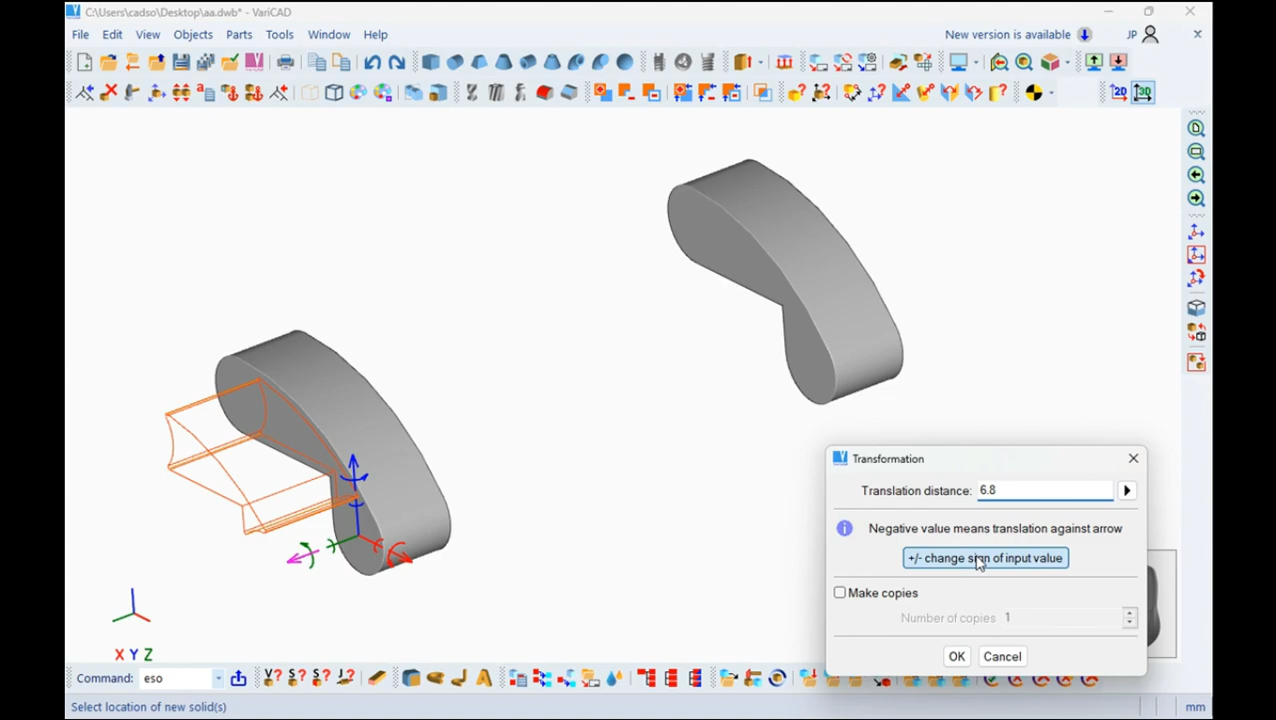 C:\Users\cadso\Desktop\aa.dwb* - VariCAD
File Edit View Objects Parts Tools Window Help
New version is available
JP
2D
3D
Transformation
Translation distance: 6.8
Negative value means translation against arrow
+/- change sign of input value
Make copies
Number of copies 1
OK Cancel
X Y Z
Command: eso
Select location of new solid(s)
mm